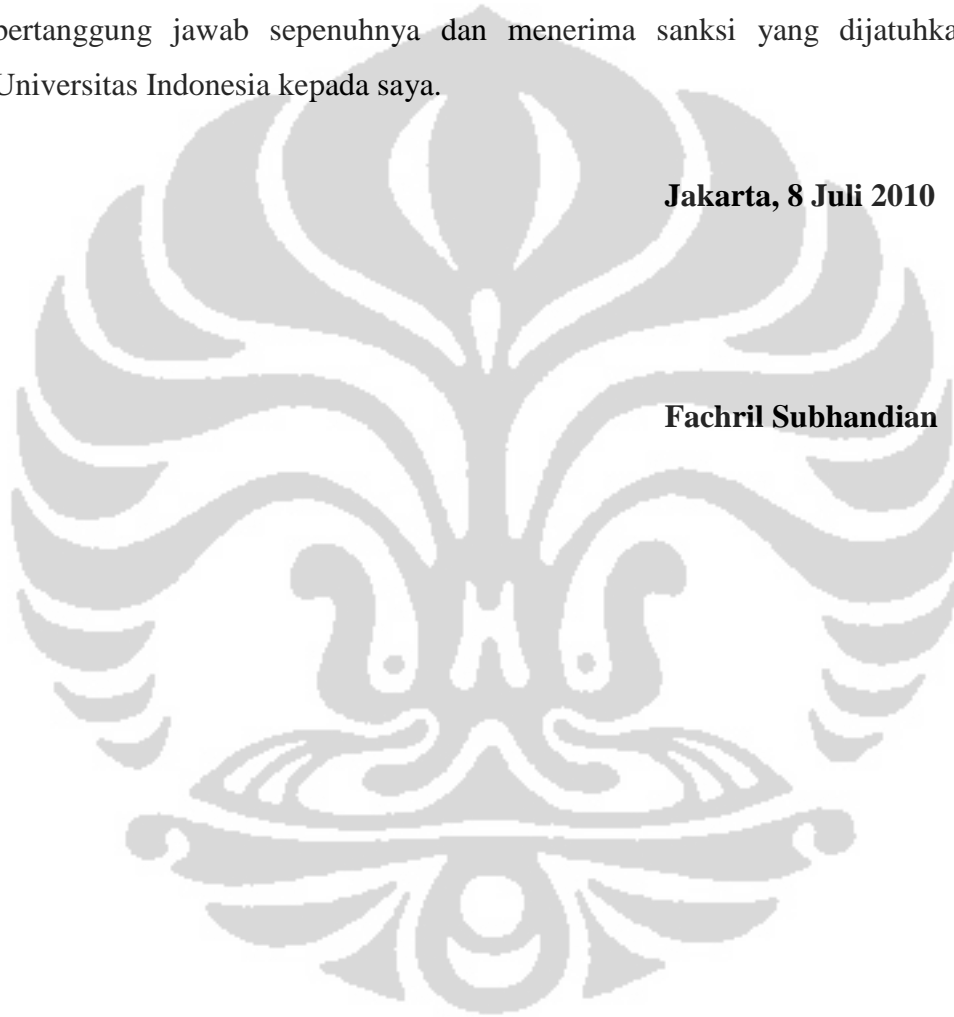 bertanggung jawab sepenuhnya dan menerima sanksi yang dijatuhka
Universitas Indonesia kepada saya.
Jakarta, 8 Juli 2010
Fachril Subhandian